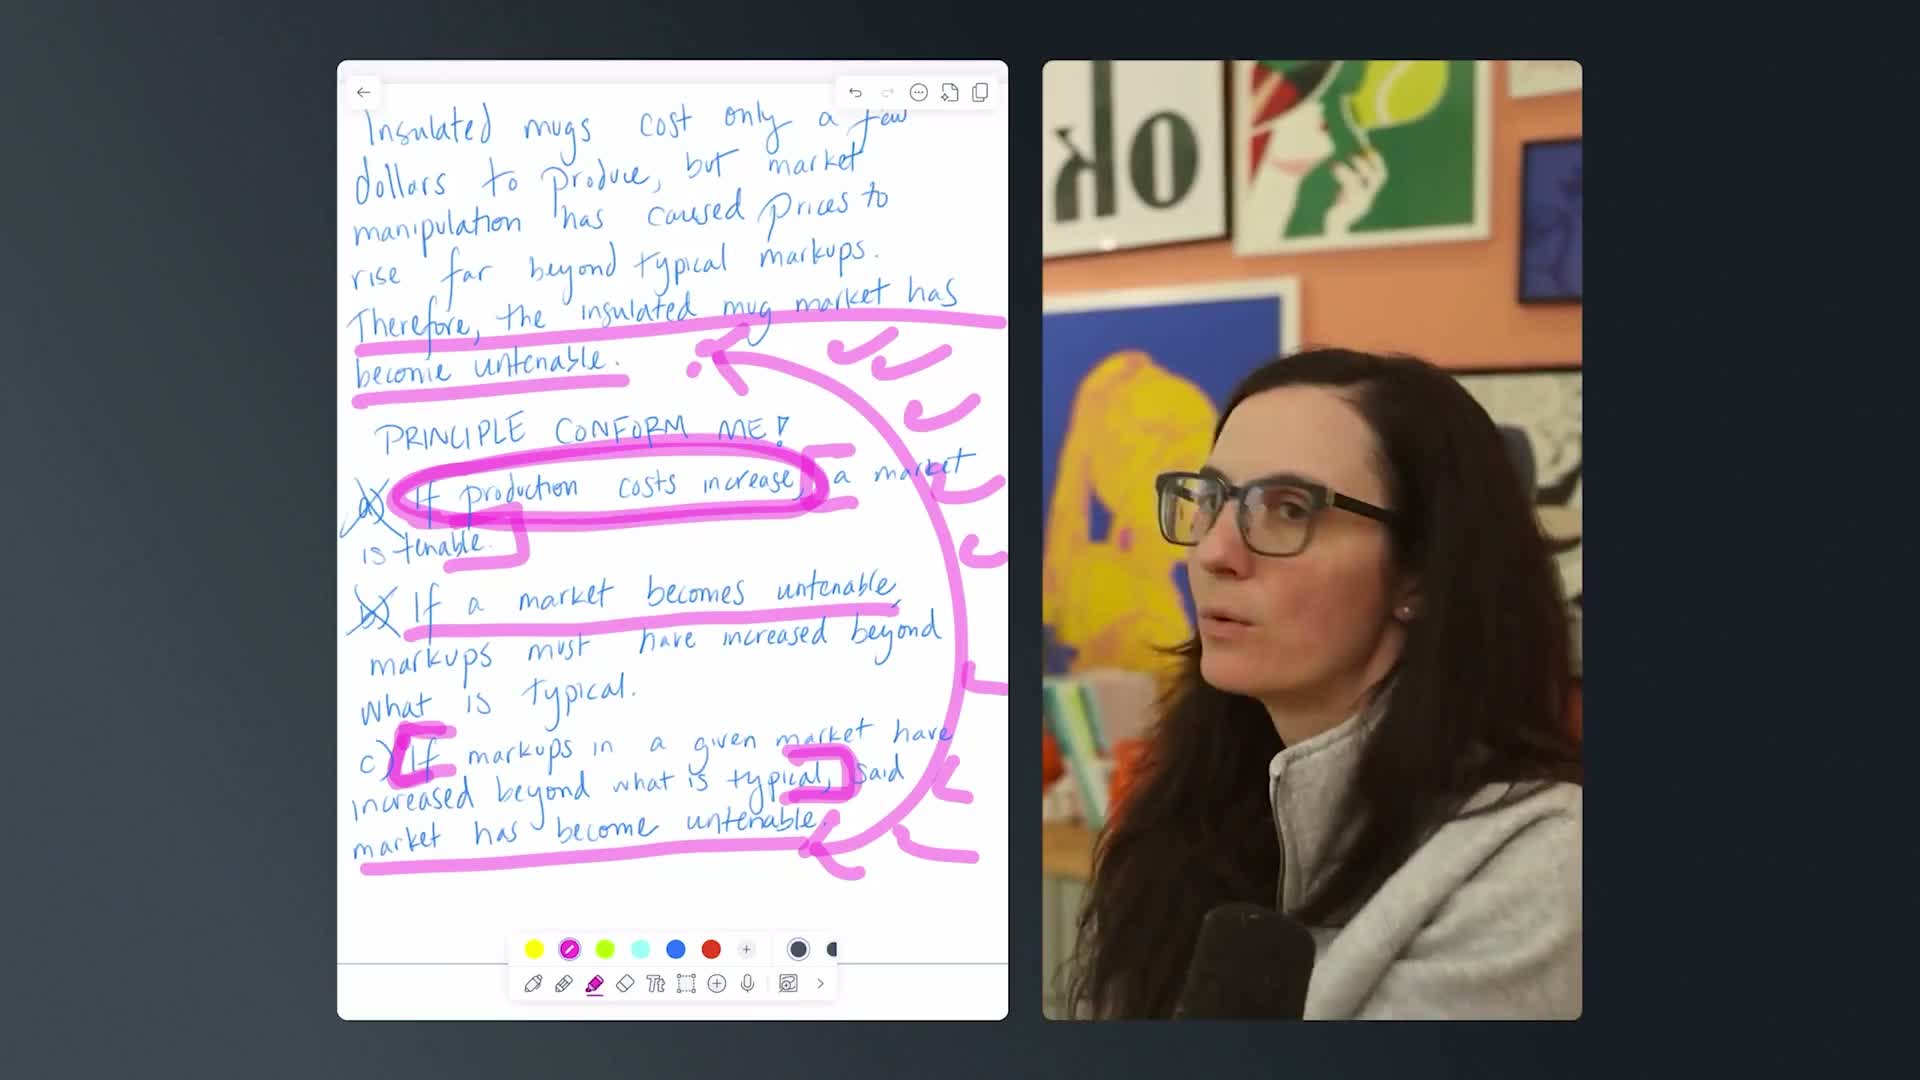 Insulated mugs cost only a few
dollars to produce, but market
manipulation has caused prices to
rise far beyond typical markups.
Therefore, the insulated mug market has
become untenable.
PRINCIPLE CONFORM ME!
a) If production costs increase, a market
is tenable.
b) If a market becomes untenable,
markups must have increased beyond
what is typical.
c) If markups in a given market have
increased beyond what is typical, said
market has become untenable.
Tt
ok